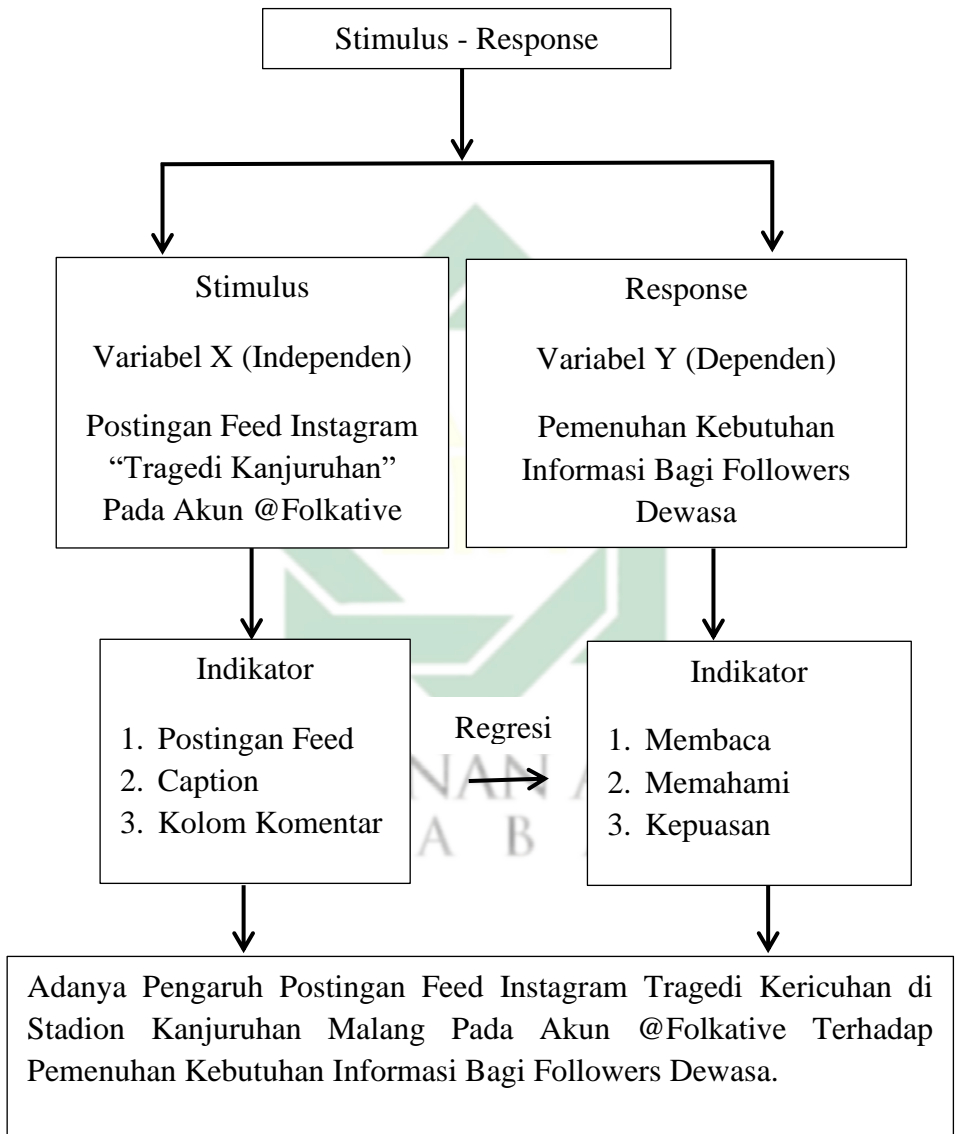 Stimulus - Response
Stimulus
Variabel X (Independen)
Postingan Feed Instagram
“Tragedi Kanjuruhan”
Pada Akun @Folkative
Response
Variabel Y (Dependen)
Pemenuhan Kebutuhan
Informasi Bagi Followers
Dewasa
Indikator
1. Postingan Feed
2. Caption
3. Kolom Komentar
Regresi
Indikator
1. Membaca
2. Memahami
3. Kepuasan
Adanya Pengaruh Postingan Feed Instagram Tragedi Kericuhan di
Stadion Kanjuruhan Malang Pada Akun @Folkative Terhadap
Pemenuhan Kebutuhan Informasi Bagi Followers Dewasa.